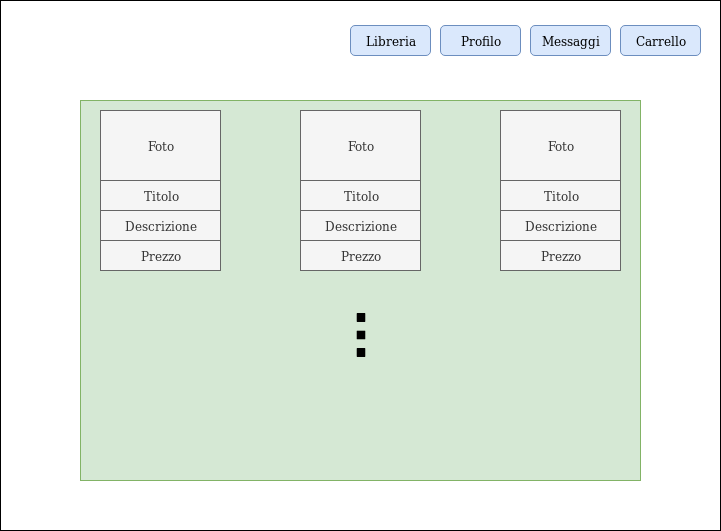 Libreria Profilo Messaggi Carrello
Foto Foto Foto
Titolo Titolo Titolo
Descrizione Descrizione Descrizione
Prezzo Prezzo Prezzo